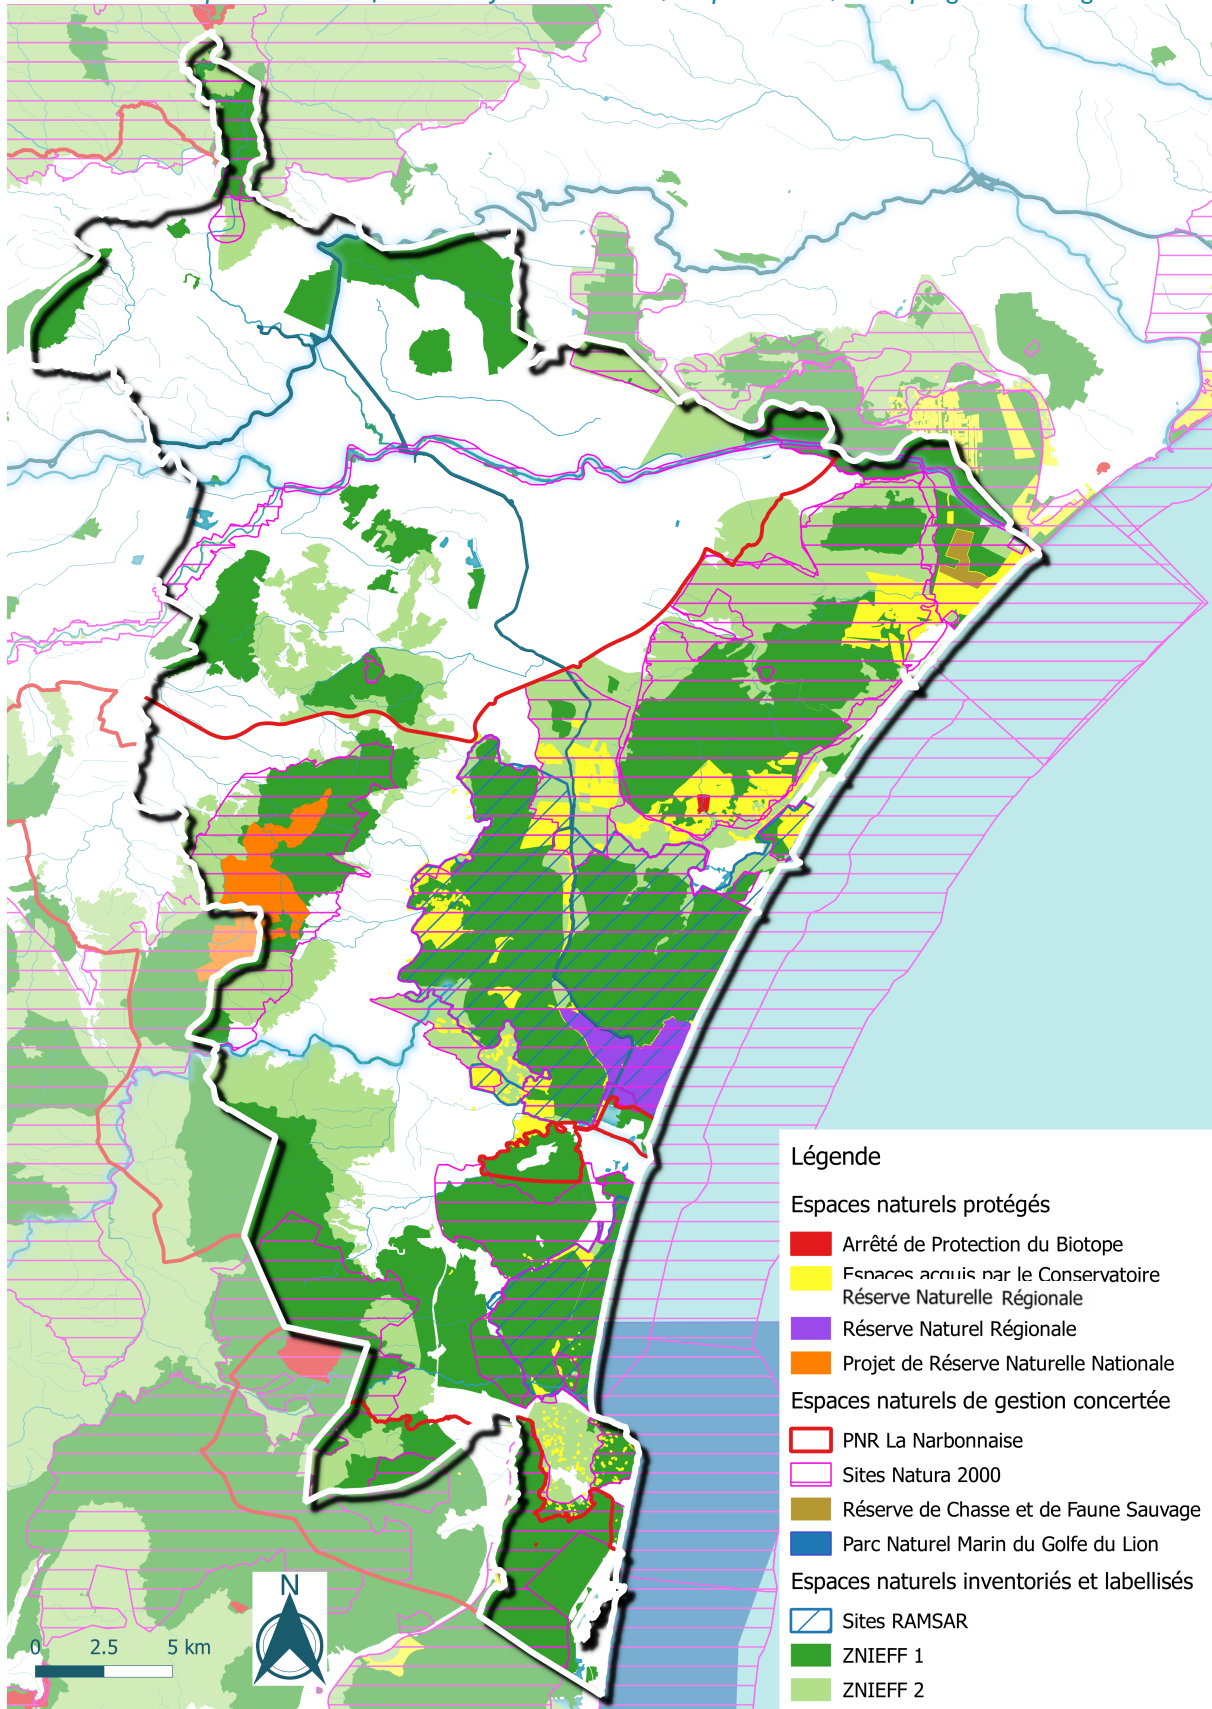 Légende
Espaces naturels protégés
Arrêté de Protection du Biotope
Espaces acquis par le Conservatoire
Réserve Naturelle Régionale
Réserve Naturel Régionale
Projet de Réserve Naturelle Nationale
Espaces naturels de gestion concertée
PNR La Narbonnaise
Sites Natura 2000
Réserve de Chasse et de Faune Sauvage
Parc Naturel Marin du Golfe du Lion
Espaces naturels inventoriés et labellisés
Sites RAMSAR
ZNIEFF 1
ZNIEFF 2
N
0 2.5 5 km